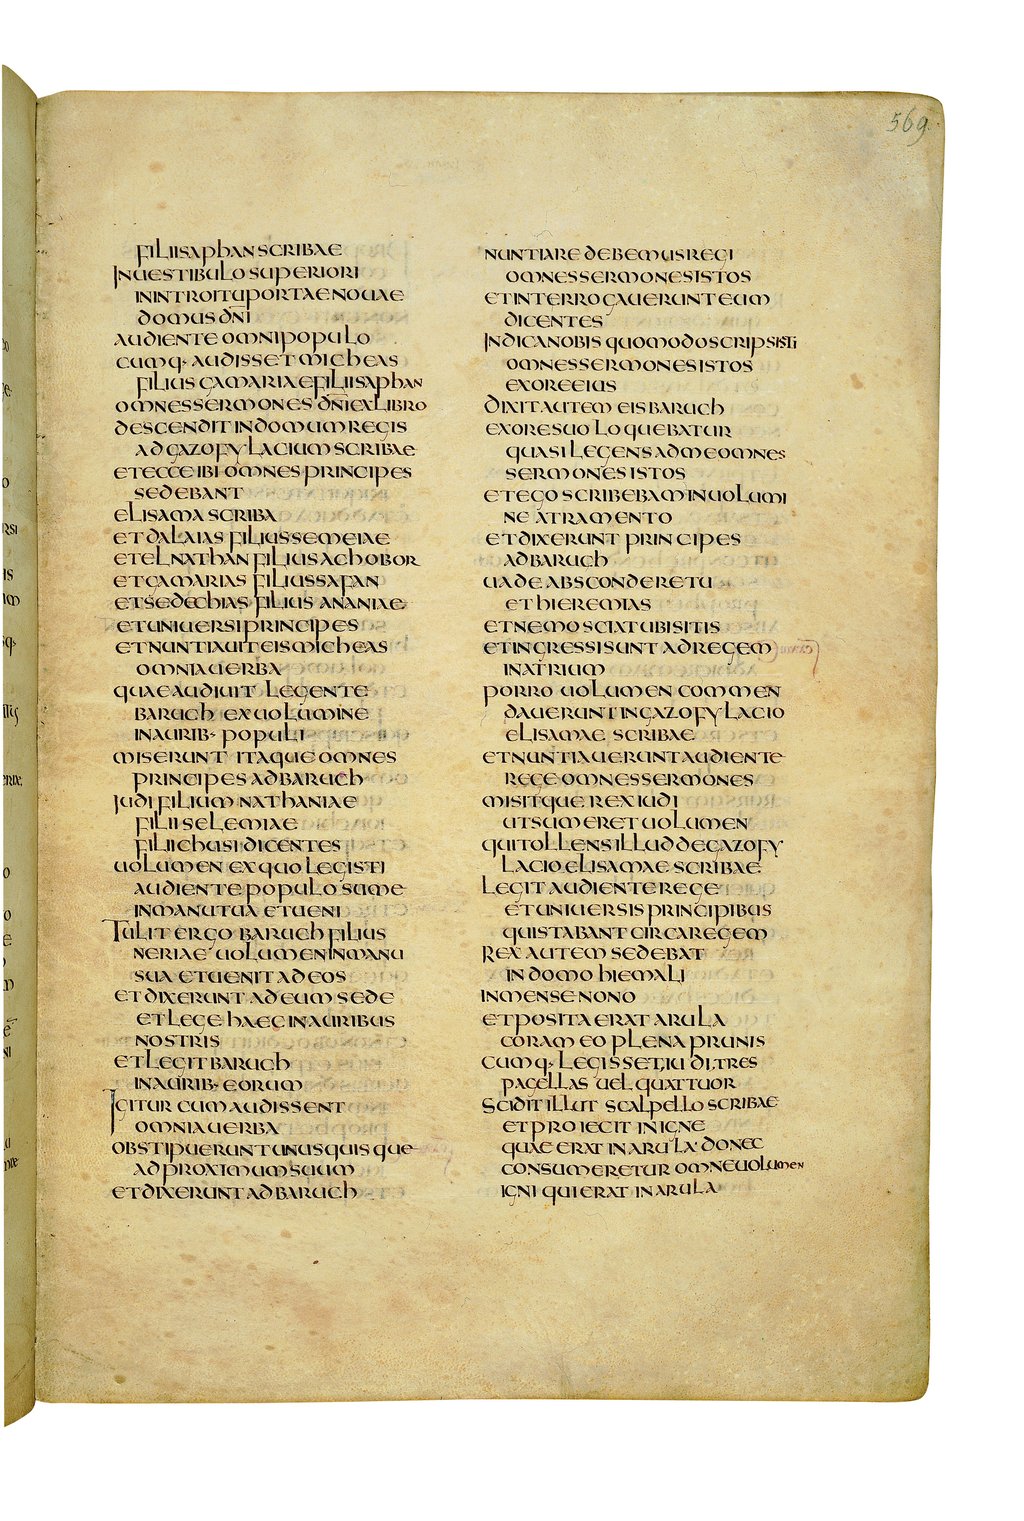 569
FILII SAPHAN SCRIBAE
IN UESTIBULO SUPERIORI
IN INTROITU PORTAE NOUAE
DOMUS DN̄I
AUDIENTE OMNI POPULO
CUMQ· AUDISSET MICHEAS
FILIUS GAMARIAE FILII SAPHAN
OMNES SERMONES DN̄I EX LIBRO
DESCENDIT IN DOMUM REGIS
AD GAZOFYLACIUM SCRIBAE
ET ECCE IBI OMNES PRINCIPES
SEDEBANT
ELISAMA SCRIBA
ET DALAIAS FILIUS SEMEIAE
ET ELNATHAN FILIUS ACHOBOR
ET GAMARIAS FILIUS SAFAN
ET SEDECHIAS FILIUS ANANIAE
ET UNIUERSI PRINCIPES
ET NUNTIAUIT EIS MICHEAS
OMNIA UERBA
QUAE AUDIUIT LEGENTE
BARUCH EX UOLUMINE
IN AURIB· POPULI
MISERUNT ITAQUE OMNES
PRINCIPES AD BARUCH
IUDI FILIUM NATHANIAE
FILII SELEMIAE
FILII CHUSI DICENTES
UOLUMEN EX QUO LEGISTI
AUDIENTE POPULO SUME
IN MANU TUA ET UENI
TULIT ERGO BARUCH FILIUS
NERIAE UOLUMEN IN MANU
SUA ET UENIT AD EOS
ET DIXERUNT AD EUM SEDE
ET LEGE HAEC IN AURIBUS
NOSTRIS
ET LEGIT BARUCH
IN AURIB· EORUM
IGITUR CUM AUDISSENT
OMNIA UERBA
OBSTIPUERUNT UNUSQUISQUE
AD PROXIMUM SUUM
ET DIXERUNT AD BARUCH
NUNTIARE DEBEMUS REGI
OMNES SERMONES ISTOS
ET INTERROGAUERUNT EUM
DICENTES
INDICA NOBIS QUOMODO SCRIPSISTI
OMNES SERMONES ISTOS
EX ORE EIUS
DIXIT AUTEM EIS BARUCH
EX ORE SUO LOQUEBATUR
QUASI LEGENS AD ME OMNES
SERMONES ISTOS
ET EGO SCRIBEBAM IN UOLUMI
NE ATRAMENTO
ET DIXERUNT PRINCIPES
AD BARUCH
UADE ABSCONDERE TU
ET HIEREMIAS
ET NEMO SCIAT UBI SITIS
ET INGRESSI SUNT AD REGEM
IN ATRIUM
PORRO UOLUMEN COMMEN
DAUERUNT IN GAZOFYLACIO
ELISAMAE SCRIBAE
ET NUNTIAUERUNT AUDIENTE
REGE OMNES SERMONES
MISITQUE REX IUDI
UT SUMERET UOLUMEN
QUI TOLLENS ILLUD DE GAZOFY
LACIO ELISAMAE SCRIBAE
LEGIT AUDIENTE REGE
ET UNIUERSIS PRINCIPIBUS
QUI STABANT CIRCA REGEM
REX AUTEM SEDEBAT
IN DOMO HIEMALI
IN MENSE NONO
ET POSITA ERAT ARULA
CORAM EO PLENA PRUNIS
CUMQ· LEGISSET IUDI TRES
PAGELLAS UEL QUATTUOR
SCIDIT ILLUT SCALPELLO SCRIBAE
ET PROIECIT IN IGNE
QUAE ERAT IN ARULA DONEC
CONSUMERETUR OMNE UOLUMEN
IGNI QUI ERAT IN ARULA